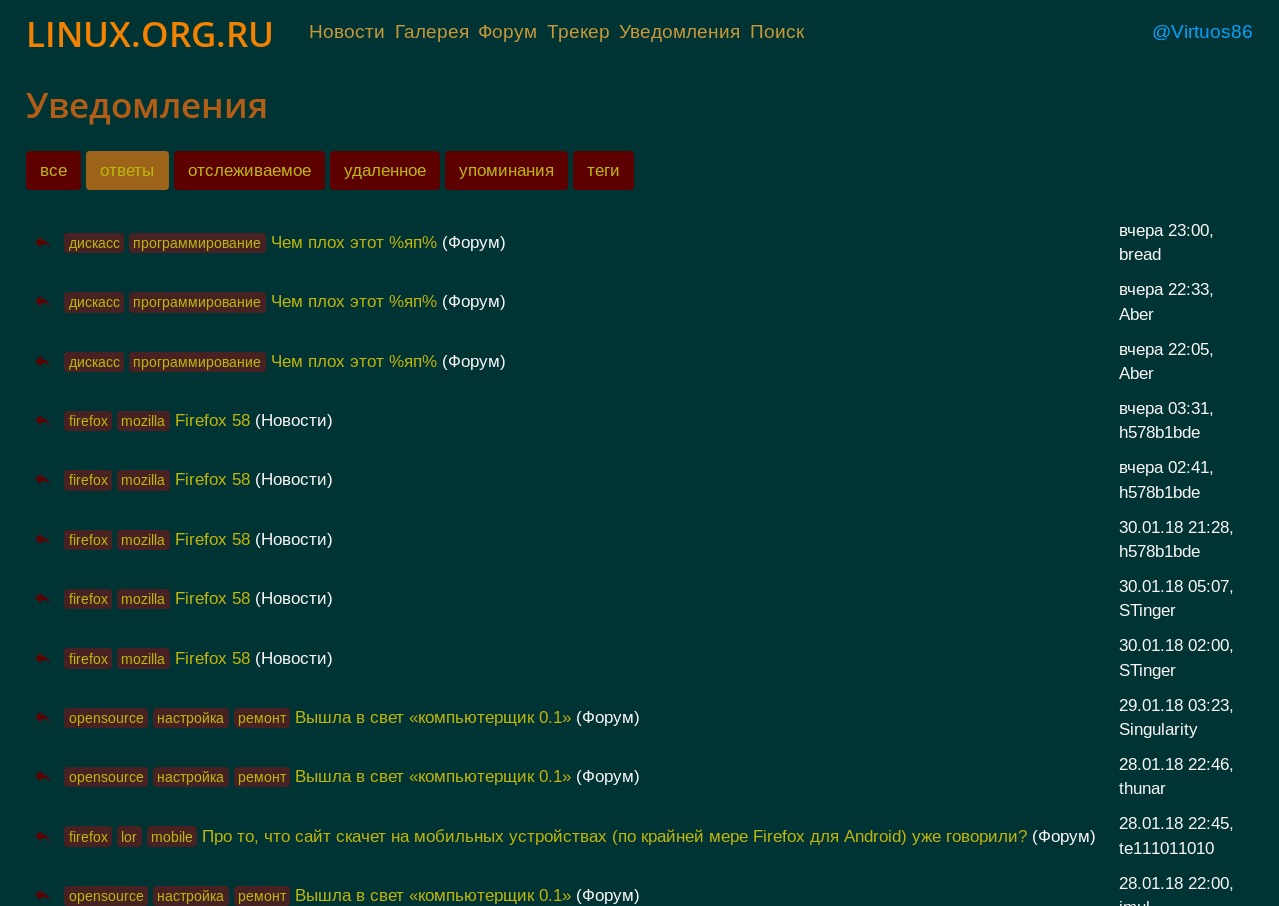 LINUX.ORG.RU Новости Галерея Форум Трекер Уведомления Поиск @Virtuos86
Уведомления
все ответы отслеживаемое удаленное упоминания теги
дискасс программирование Чем плох этот %яп% (Форум) вчера 23:00,
bread
дискасс программирование Чем плох этот %яп% (Форум) вчера 22:33,
Aber
дискасс программирование Чем плох этот %яп% (Форум) вчера 22:05,
Aber
firefox mozilla Firefox 58 (Новости) вчера 03:31,
h578b1bde
firefox mozilla Firefox 58 (Новости) вчера 02:41,
h578b1bde
firefox mozilla Firefox 58 (Новости) 30.01.18 21:28,
h578b1bde
firefox mozilla Firefox 58 (Новости) 30.01.18 05:07,
STinger
firefox mozilla Firefox 58 (Новости) 30.01.18 02:00,
STinger
opensource настройка ремонт Вышла в свет «компьютерщик 0.1» (Форум) 29.01.18 03:23,
Singularity
opensource настройка ремонт Вышла в свет «компьютерщик 0.1» (Форум) 28.01.18 22:46,
thunar
firefox lor mobile Про то, что сайт скачет на мобильных устройствах (по крайней мере Firefox для Android) уже говорили? (Форум) 28.01.18 22:45,
te111011010
opensource настройка ремонт Вышла в свет «компьютерщик 0.1» (Форум) 28.01.18 22:00,